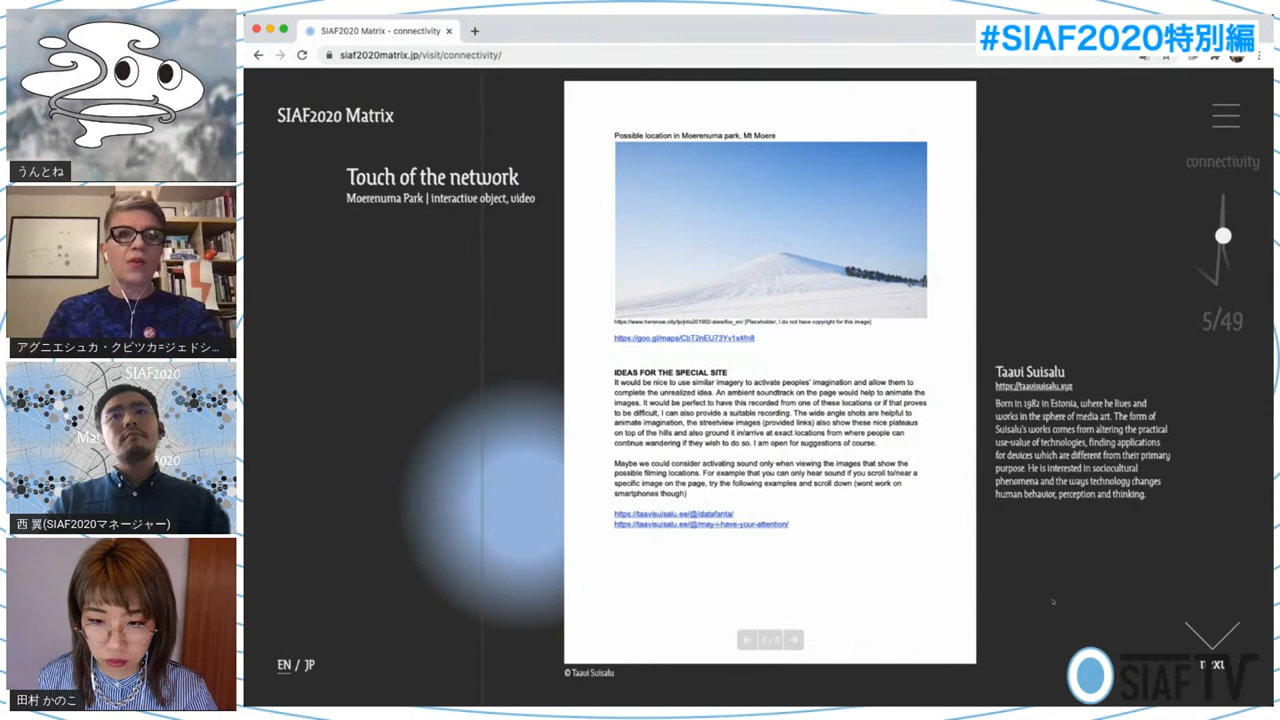 うんとね
アグニエシュカ・クビツカ=ジェドシ...
SIAF2020
Mat
2020
西 翼(SIAF2020マネージャー)
田村 かのこ
SIAF2020 Matrix - connectivity
siaf2020matrix.jp/visit/connectivity/
#SIAF2020特別編
SIAF2020 Matrix
Touch of the network
Moerenuma Park | interactive object, video
EN / JP
Possible location in Moerenuma park, Mt Moere
[Placeholder, I do not have copyright for this image]
IDEAS FOR THE SPECIAL SITE
It would be nice to use similar imagery to activate peoples' imagination and allow them to
complete the unrealized idea. An ambient soundtrack on the page would help to animate the
images. It would be perfect to have this recorded from one of these locations or if that proves
to be difficult, I can also provide a suitable recording. The wide angle shots are helpful to
animate imagination, the streetview images (provided links) also show these nice plateaus
on top of the hills and also ground it in/arrive at exact locations from where people can
continue wandering if they wish to do so. I am open for suggestions of course.
Maybe we could consider activating sound only when viewing the images that show the
possible filming locations. For example that you can only hear sound if you scroll to/near a
specific image on the page, try the following examples and scroll down (wont work on
smartphones though)
https://taavisuisalu.ee/@/datafanta/
https://taavisuisalu.ee/@/may-i-have-your-attention/
© Taavi Suisalu
connectivity
5/49
Taavi Suisalu
https://taavisuisalu.xyz
Born in 1982 in Estonia, where he lives and
works in the sphere of media art. The form of
Suisalu's works comes from altering the practical
use-value of technologies, finding applications
for devices which are different from their primary
purpose. He is interested in sociocultural
phenomena and the ways technology changes
human behavior, perception and thinking.
next
SIAF TV